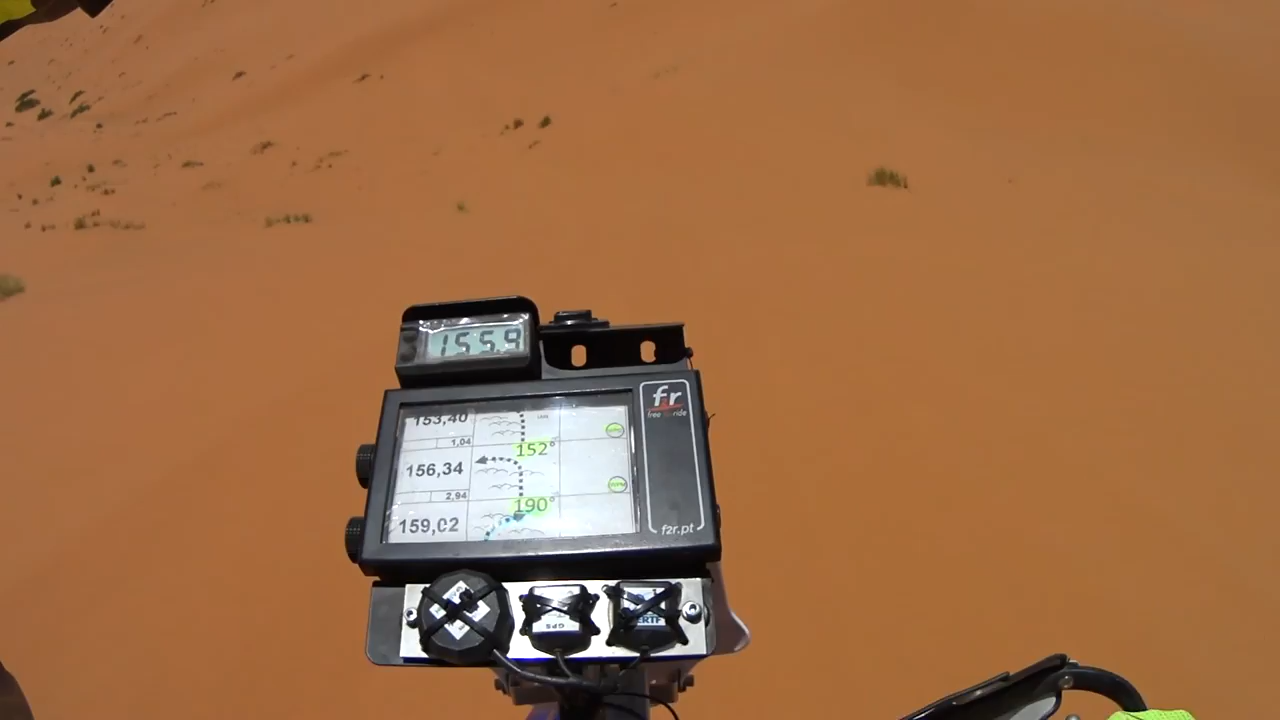 155.9
153,40
1,04
152°
156,34
2,94
190°
159,02
f2r
free ride
f2r.pt
GPS